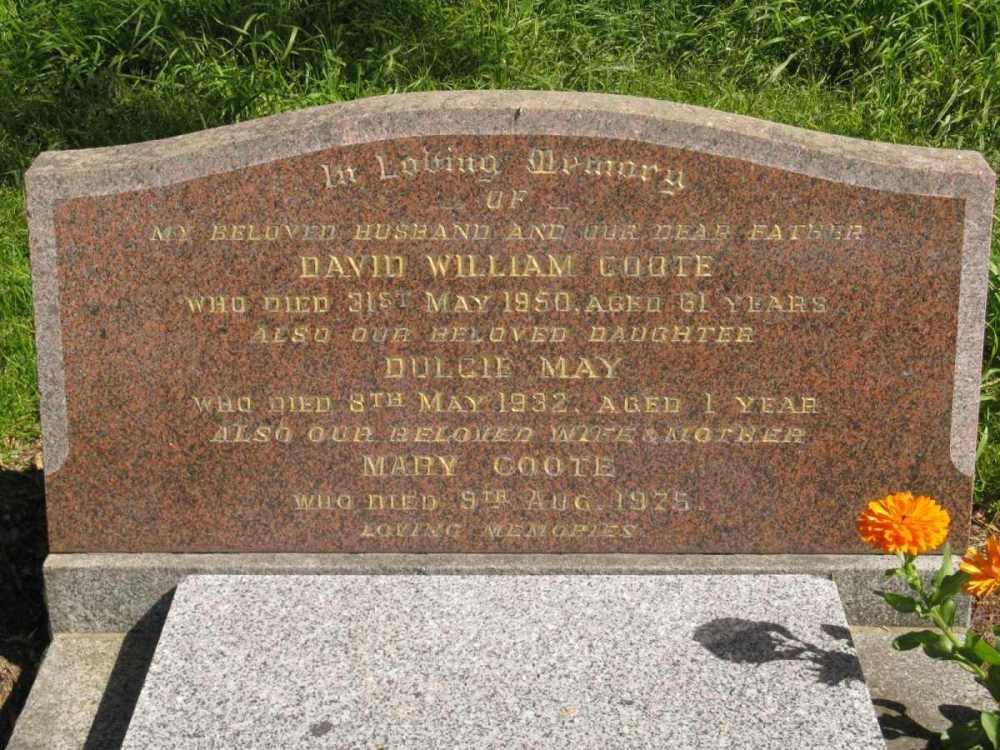 In Loving Memory
— OF —
MY BELOVED HUSBAND AND OUR DEAR FATHER
DAVID WILLIAM COOTE
WHO DIED 31ST MAY 1950, AGED 61 YEARS
ALSO OUR BELOVED DAUGHTER
DULCIE MAY
WHO DIED 8TH MAY 1932, AGED 1 YEAR
ALSO OUR BELOVED WIFE & MOTHER
MARY COOTE
WHO DIED 9TH AUG. 1975.
LOVING MEMORIES